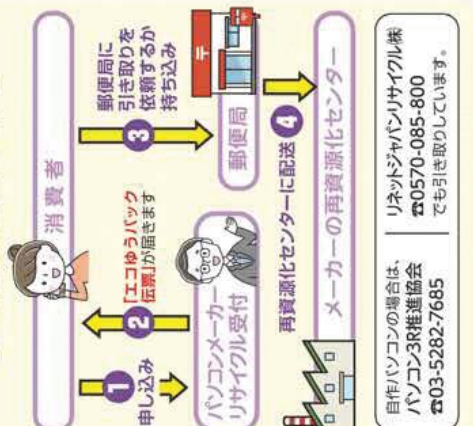 消費者
1
申し込み
2
「エコゆうパック
伝票」が届きます
3
郵便局に
引き取りを
依頼するか
持ち込み
パソコンメーカー
リサイクル受付
〒
郵便局
再資源化センターに配送
4
メーカーの再資源化センター
自作パソコンの場合は、
パソコン3R推進協会
☎03-5282-7685
リネットジャパンリサイクル㈱
☎0570-085-800
でも引き取りしています。